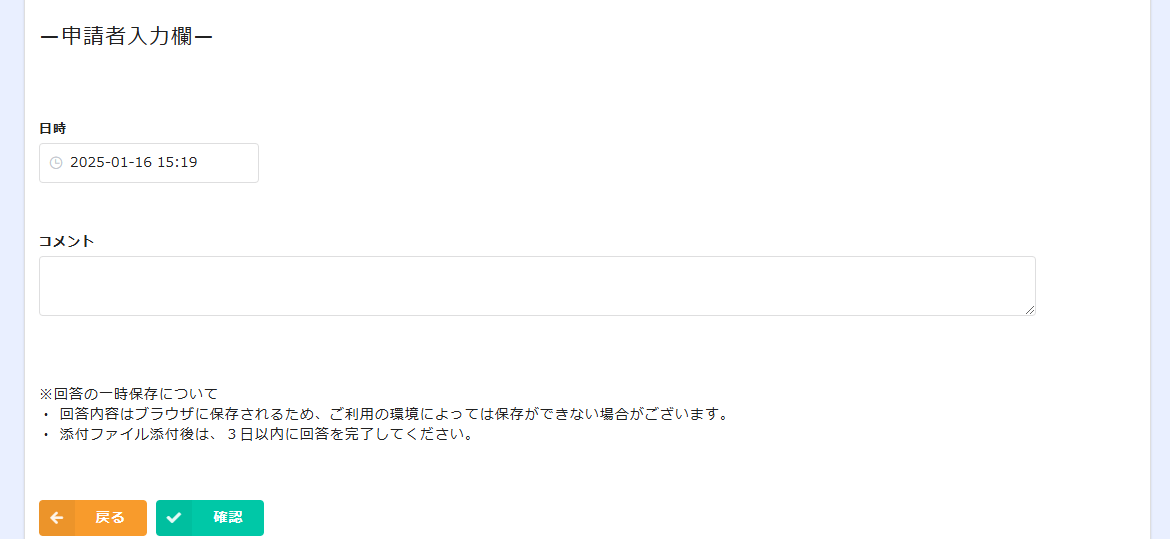 ー申請者入力欄ー
日時
2025-01-16 15:19
コメント
※回答の一時保存について
・ 回答内容はブラウザに保存されるため、ご利用の環境によっては保存ができない場合がございます。
・ 添付ファイル添付後は、３日以内に回答を完了してください。
戻る
確認